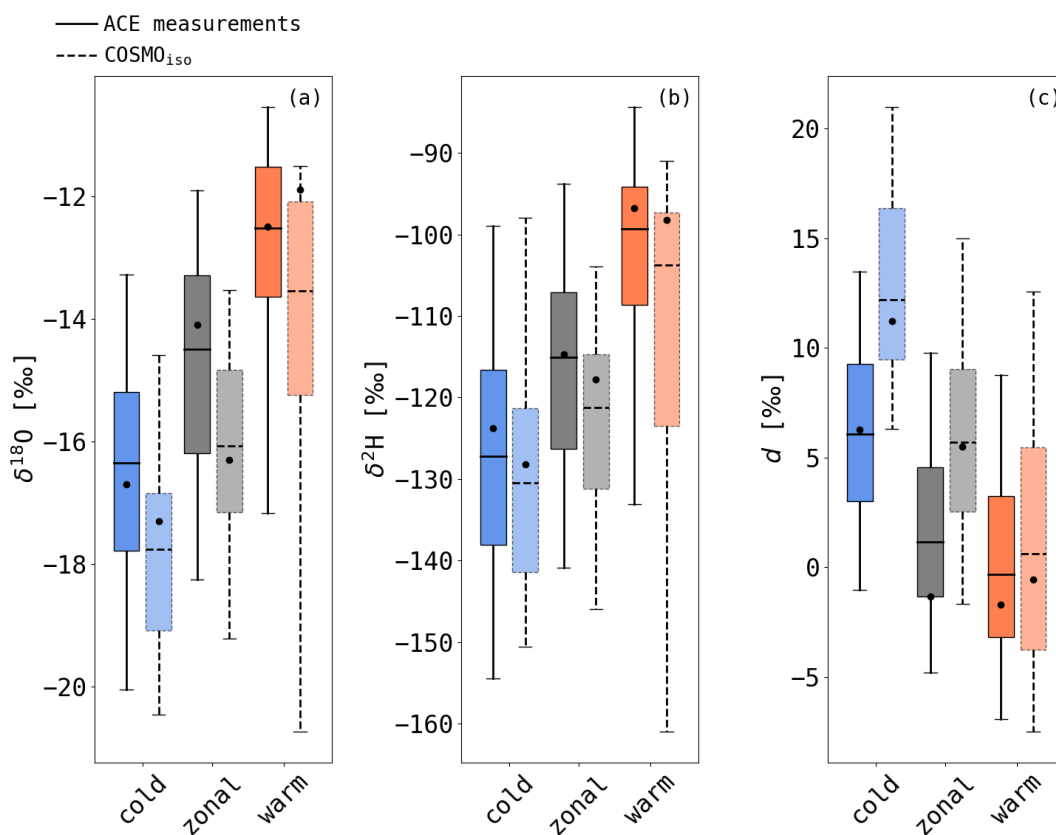 ACE measurements
COSMOiso
(a)
δ18O [‰]
−12
−14
−16
−18
−20
cold
zonal
warm
(b)
δ2H [‰]
−90
−100
−110
−120
−130
−140
−150
−160
cold
zonal
warm
(c)
d [‰]
20
15
10
5
0
−5
cold
zonal
warm